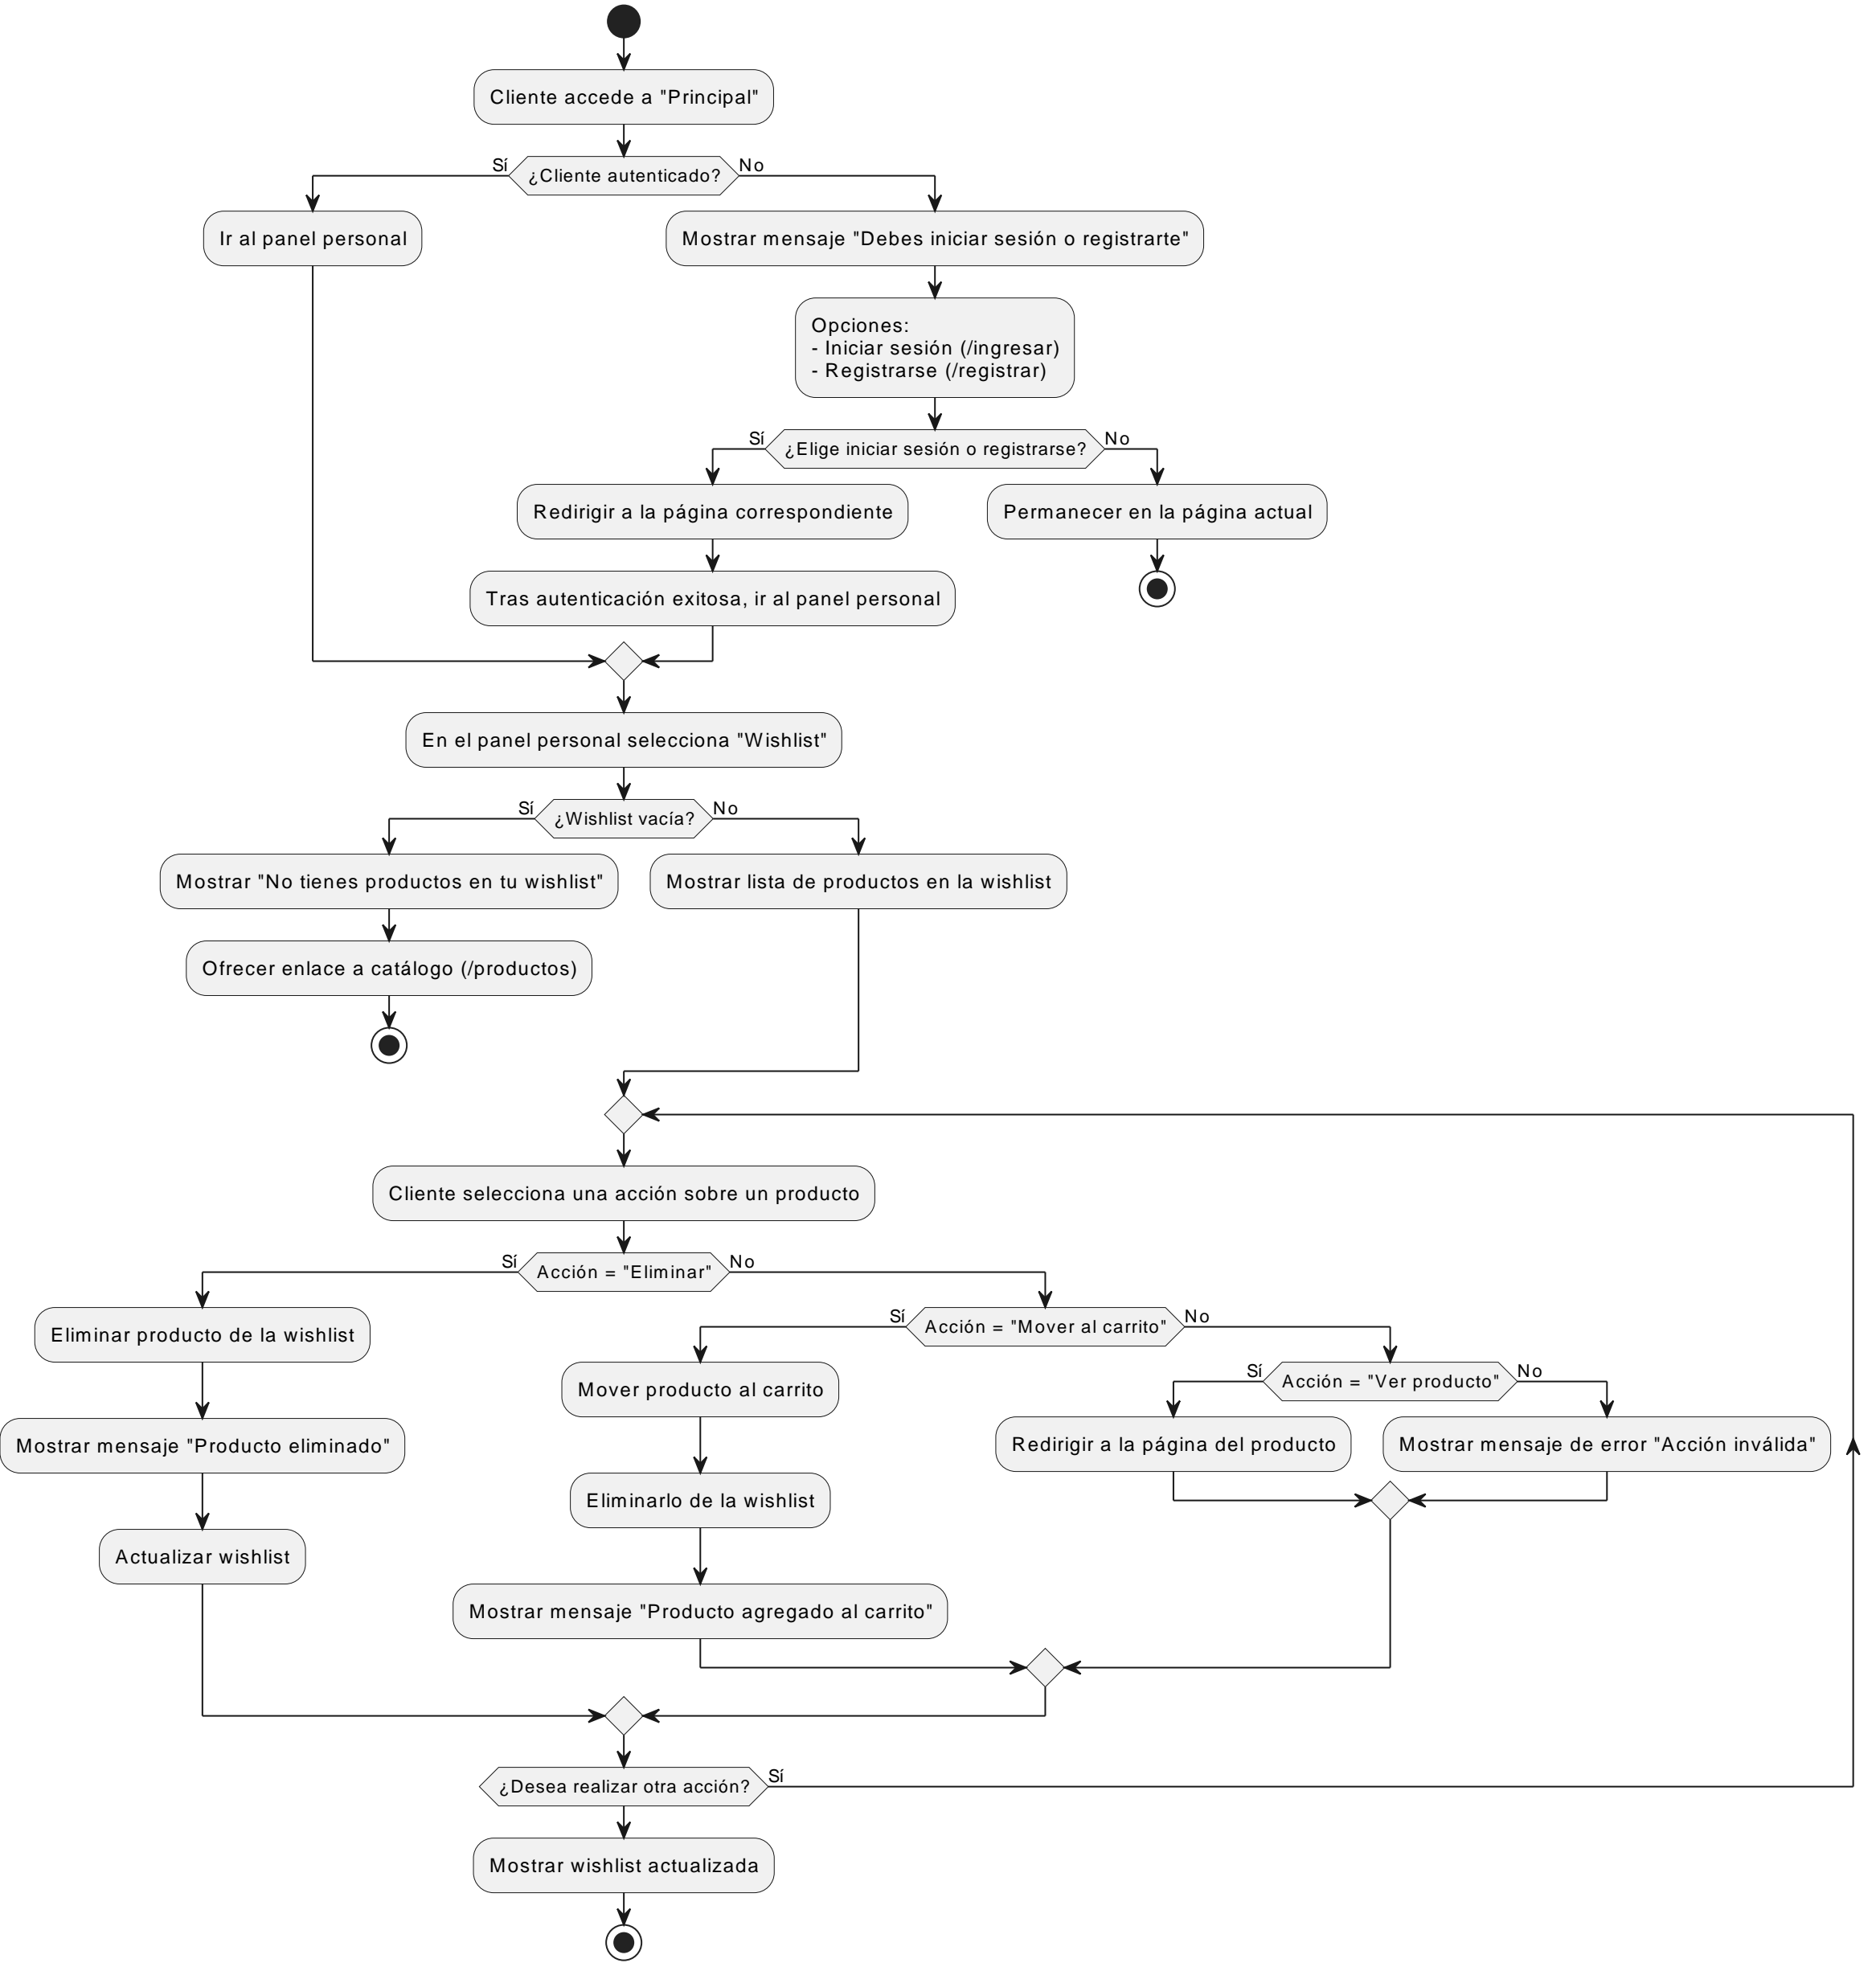 Cliente accede a "Principal"
Sí
¿Cliente autenticado?
No
Ir al panel personal
Mostrar mensaje "Debes iniciar sesión o registrarte"
Opciones:
- Iniciar sesión (/ingresar)
- Registrarse (/registrar)
Sí
¿Elige iniciar sesión o registrarse?
No
Redirigir a la página correspondiente
Permanecer en la página actual
Tras autenticación exitosa, ir al panel personal
En el panel personal selecciona "Wishlist"
Sí
¿Wishlist vacía?
No
Mostrar "No tienes productos en tu wishlist"
Mostrar lista de productos en la wishlist
Ofrecer enlace a catálogo (/productos)
Cliente selecciona una acción sobre un producto
Sí
Acción = "Eliminar"
No
Eliminar producto de la wishlist
Sí
Acción = "Mover al carrito"
No
Mover producto al carrito
Sí
Acción = "Ver producto"
No
Mostrar mensaje "Producto eliminado"
Redirigir a la página del producto
Mostrar mensaje de error "Acción inválida"
Eliminarlo de la wishlist
Actualizar wishlist
Mostrar mensaje "Producto agregado al carrito"
¿Desea realizar otra acción?
Sí
Mostrar wishlist actualizada